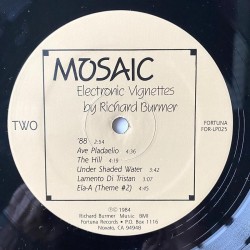 MOSAIC
Electronic Vignettes
by Richard Burmer
TWO
FORTUNA
FOR-LP025
'88 2:54
Ave Pladaelio 4:36
The Hill 4:19
Under Shaded Water 3:42
Lamento Di Tristan 3:07
Ela-A (Theme #2) 4:45
℗© 1984
Richard Burmer Music BMI
Fortuna Records • P.O. Box 1116
Novato, CA 94948